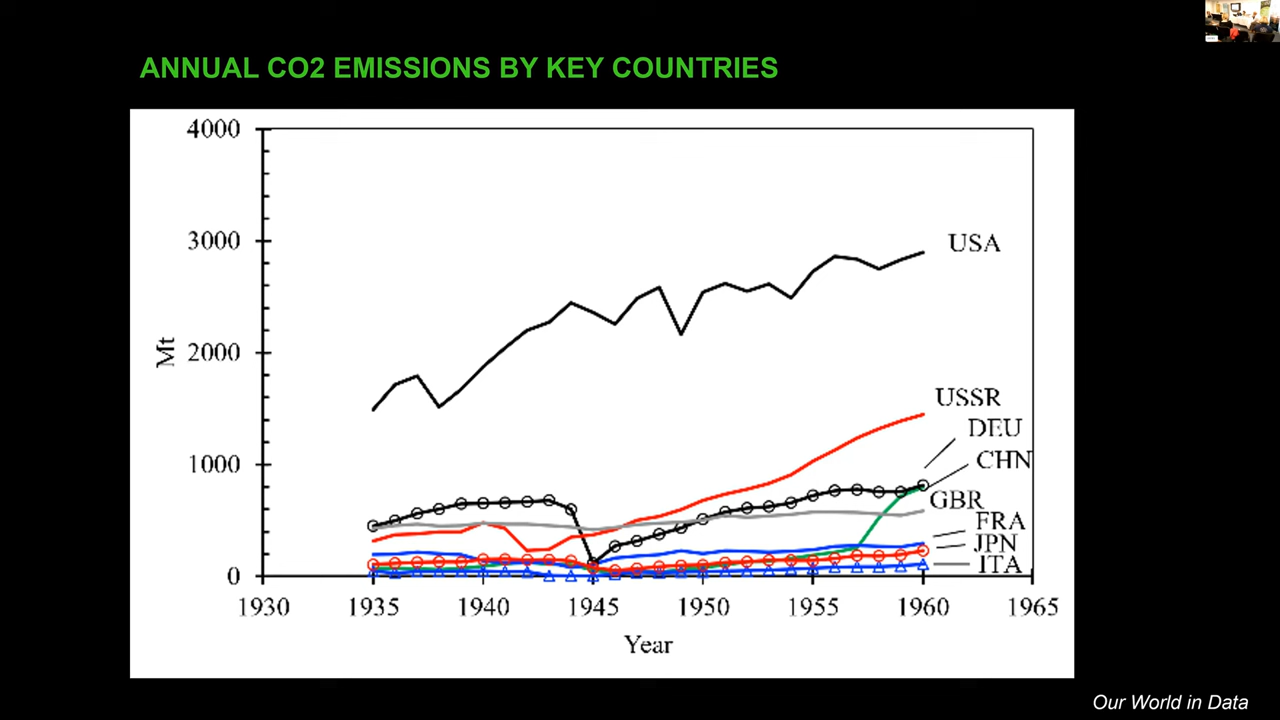 ANNUAL CO2 EMISSIONS BY KEY COUNTRIES
4000
3000
2000
1000
0
Mt
1930
1935
1940
1945
1950
1955
1960
1965
Year
USA
USSR
DEU
CHN
GBR
FRA
JPN
ITA
Our World in Data